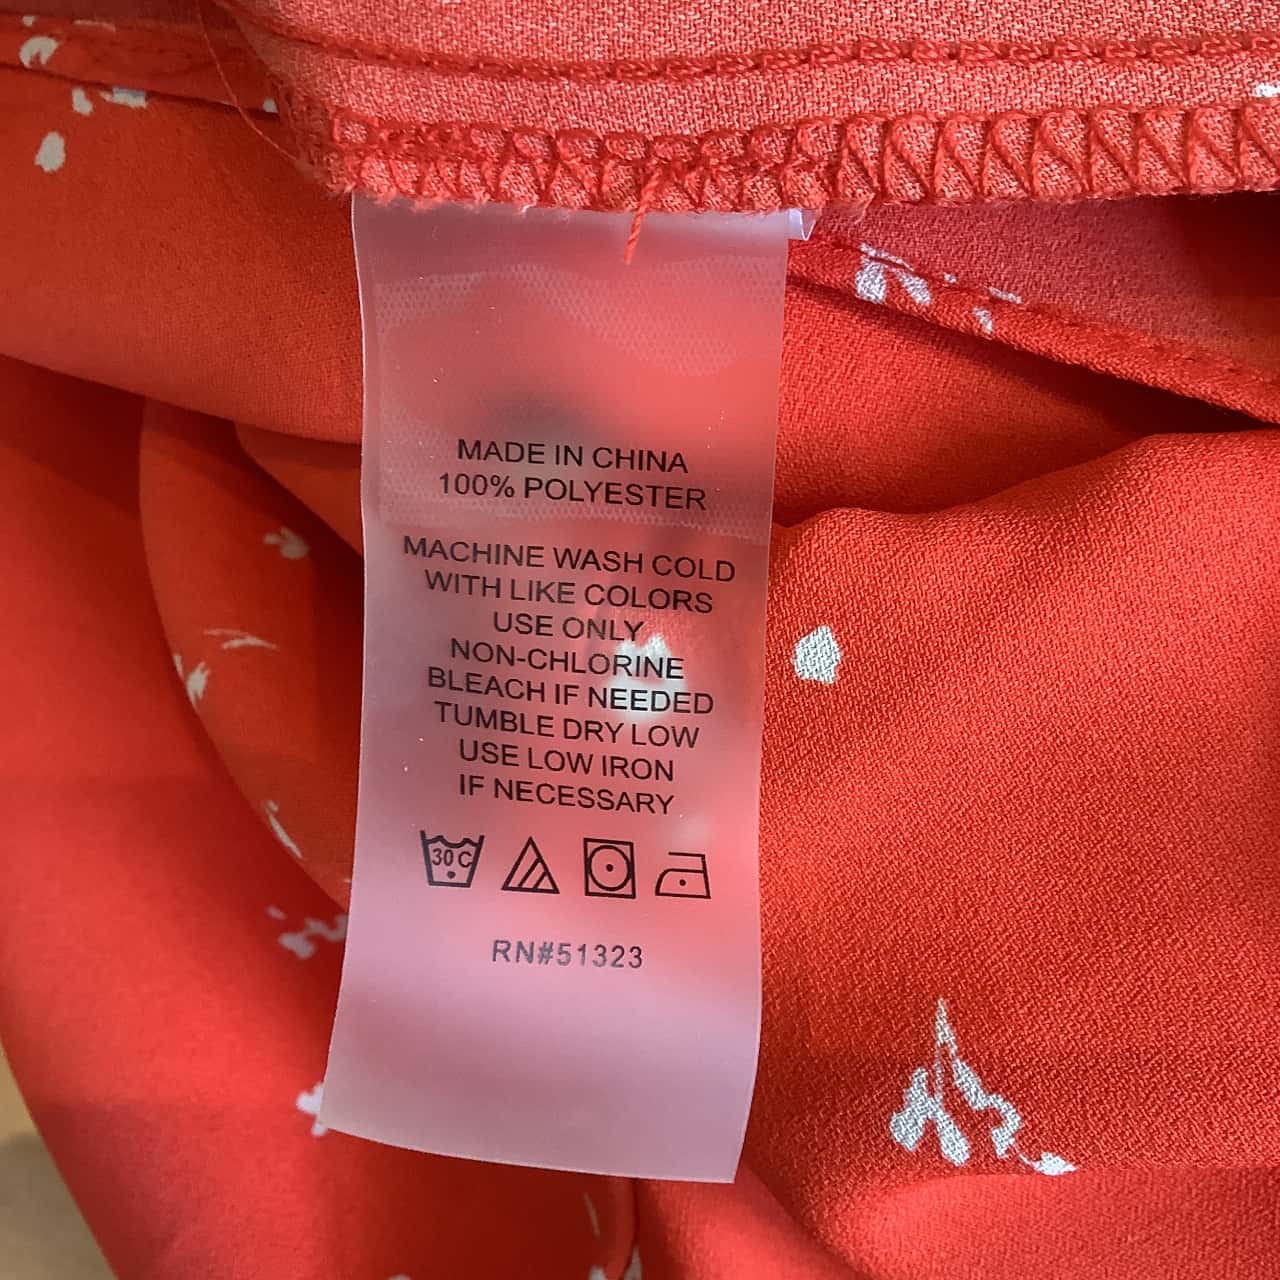 MADE IN CHINA
100% POLYESTER
MACHINE WASH COLD
WITH LIKE COLORS
USE ONLY
NON-CHLORINE
BLEACH IF NEEDED
TUMBLE DRY LOW
USE LOW IRON
IF NECESSARY
30 C
RN#51323